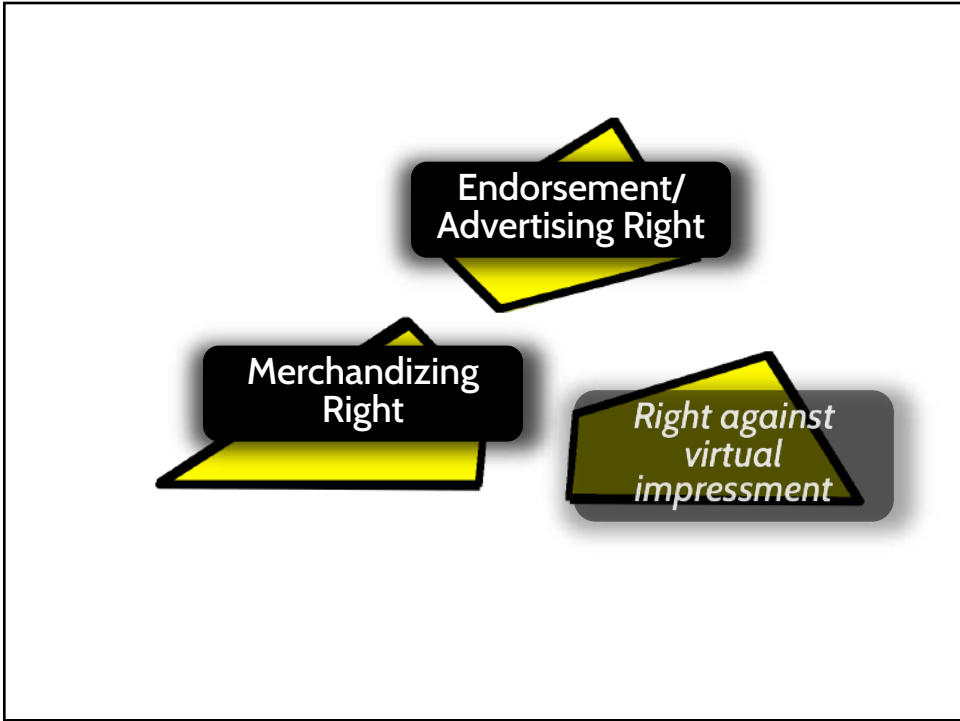 Endorsement/
Advertising Right
Merchandizing
Right
Right against
virtual
impressment